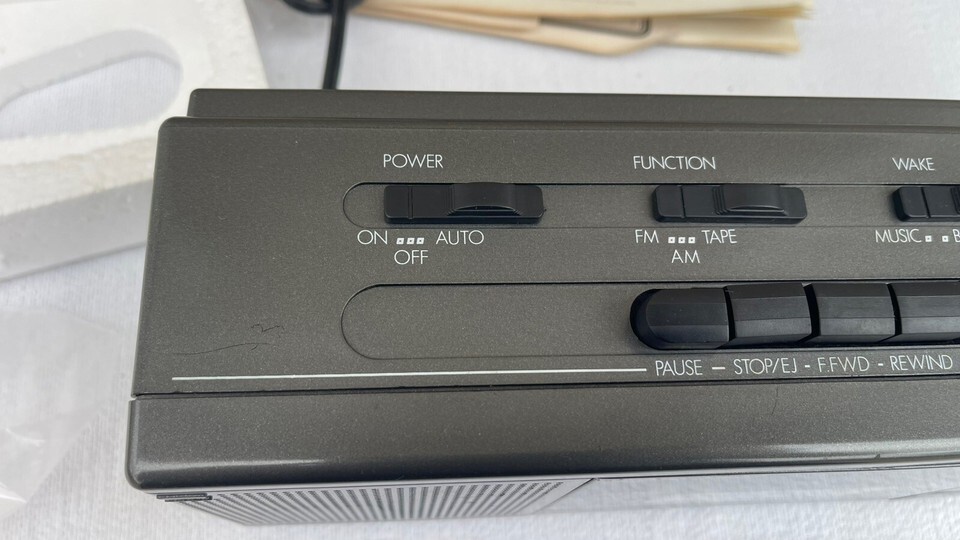 POWER
FUNCTION
WAKE
ON AUTO
OFF
FM TAPE
AM
MUSIC B
PAUSE – STOP/EJ - F.FWD - REWIND